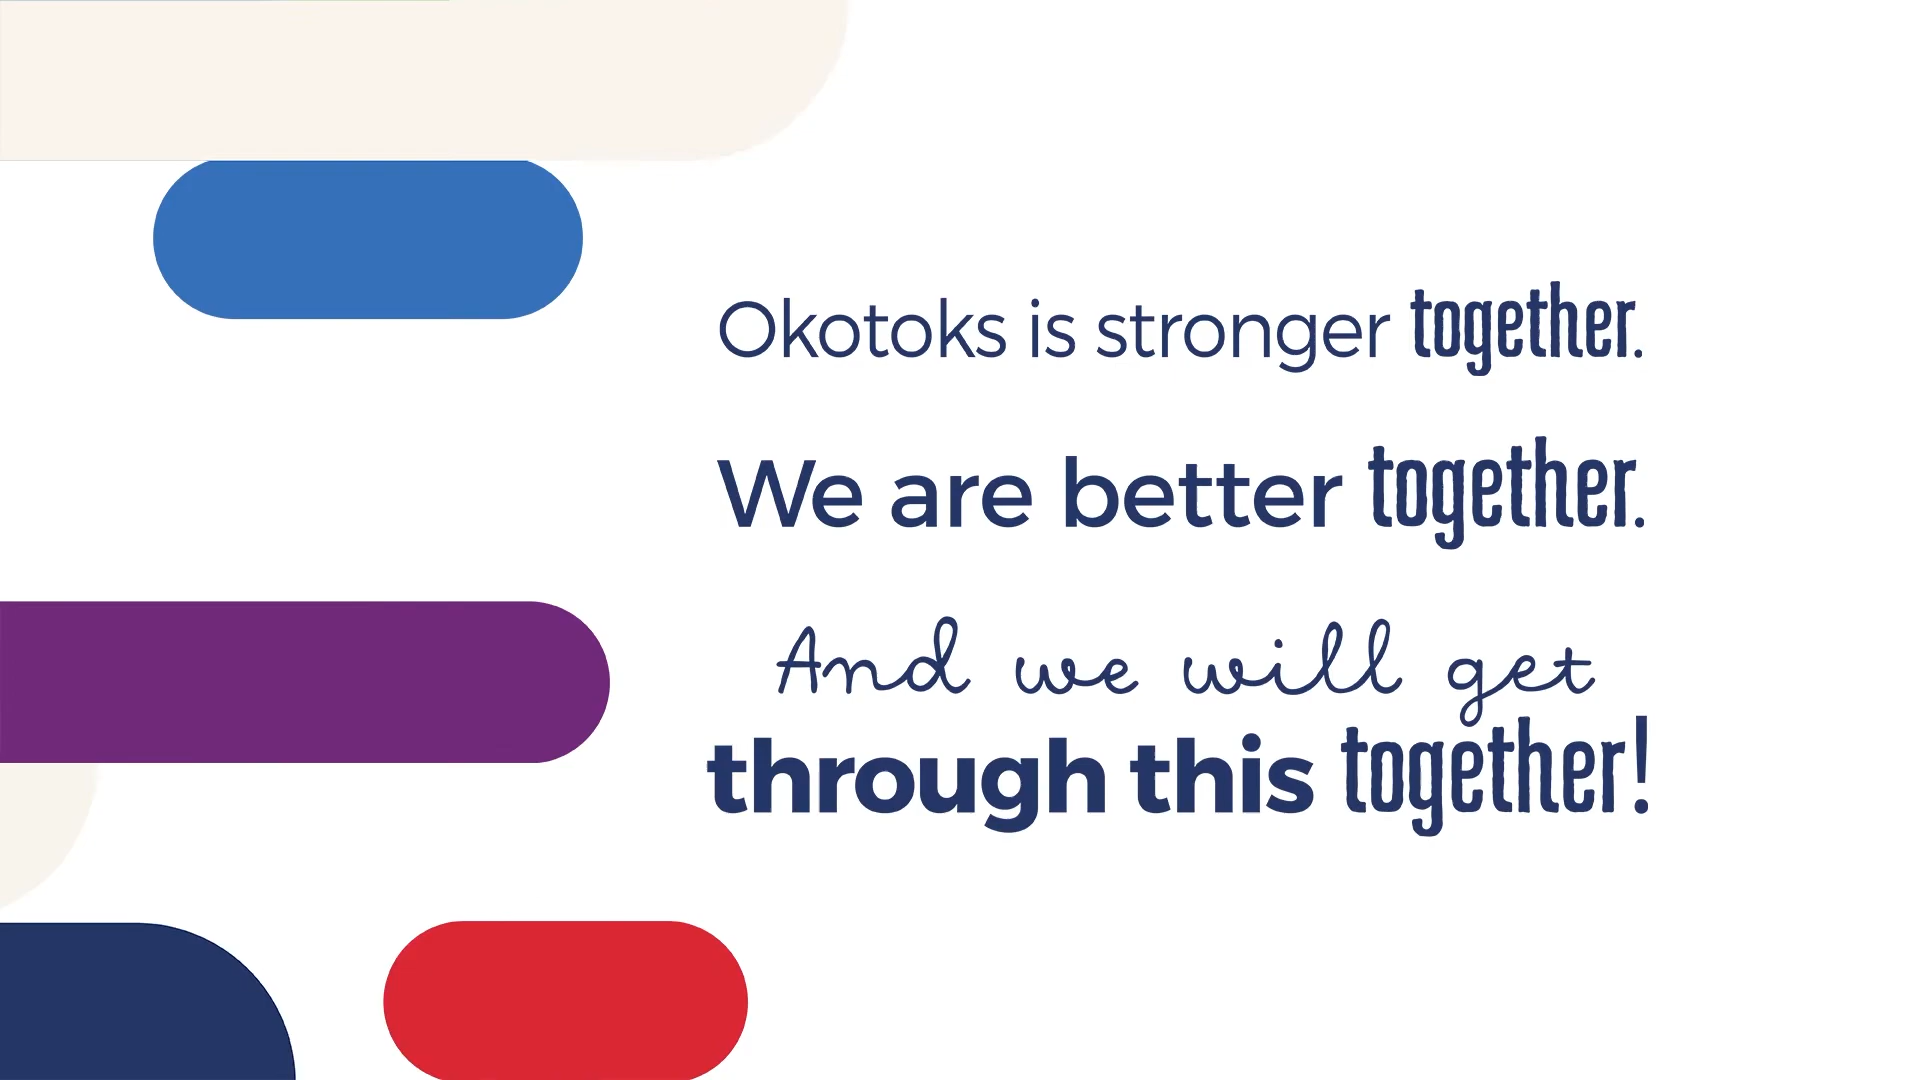 Okotoks is stronger together.
We are better together.
And we will get
through this together!